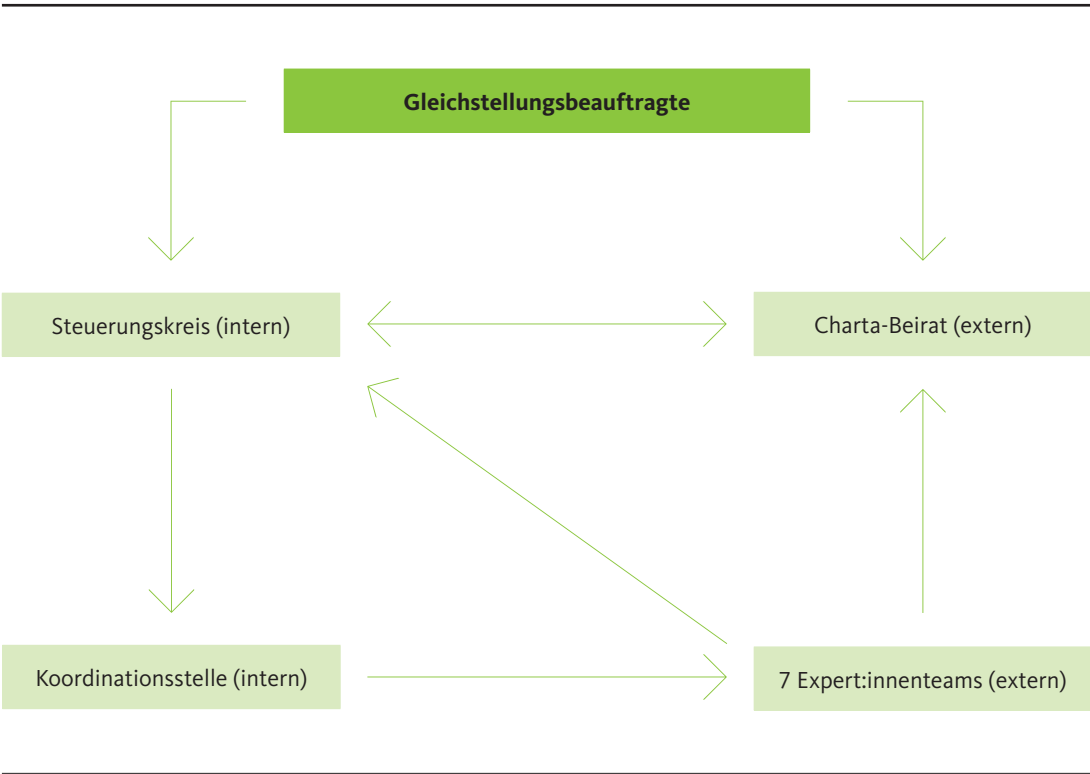 Gleichstellungsbeauftragte
Steuerungskreis (intern)
Charta-Beirat (extern)
Koordinationsstelle (intern)
7 Expert:innenteams (extern)